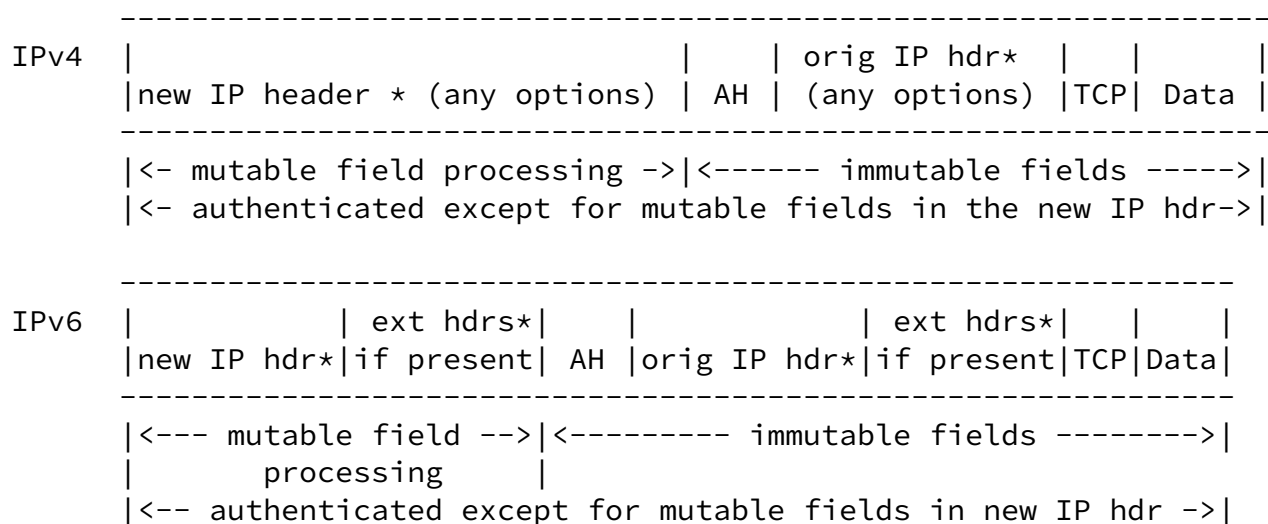 ----------------------------------------------------------------
IPv4  |                               |    | orig IP hdr*  |   |      |
      |new IP header * (any options) | AH | (any options) |TCP| Data |
      ----------------------------------------------------------------
      |<- mutable field processing ->|<------ immutable fields ----->|
      |<- authenticated except for mutable fields in the new IP hdr->|

      --------------------------------------------------------------
IPv6  |            | ext hdrs*|    |            | ext hdrs*|   |    |
      |new IP hdr*|if present| AH |orig IP hdr*|if present|TCP|Data|
      --------------------------------------------------------------
      |<--- mutable field -->|<--------- immutable fields -------->|
      |       processing     |
      |<-- authenticated except for mutable fields in new IP hdr ->|